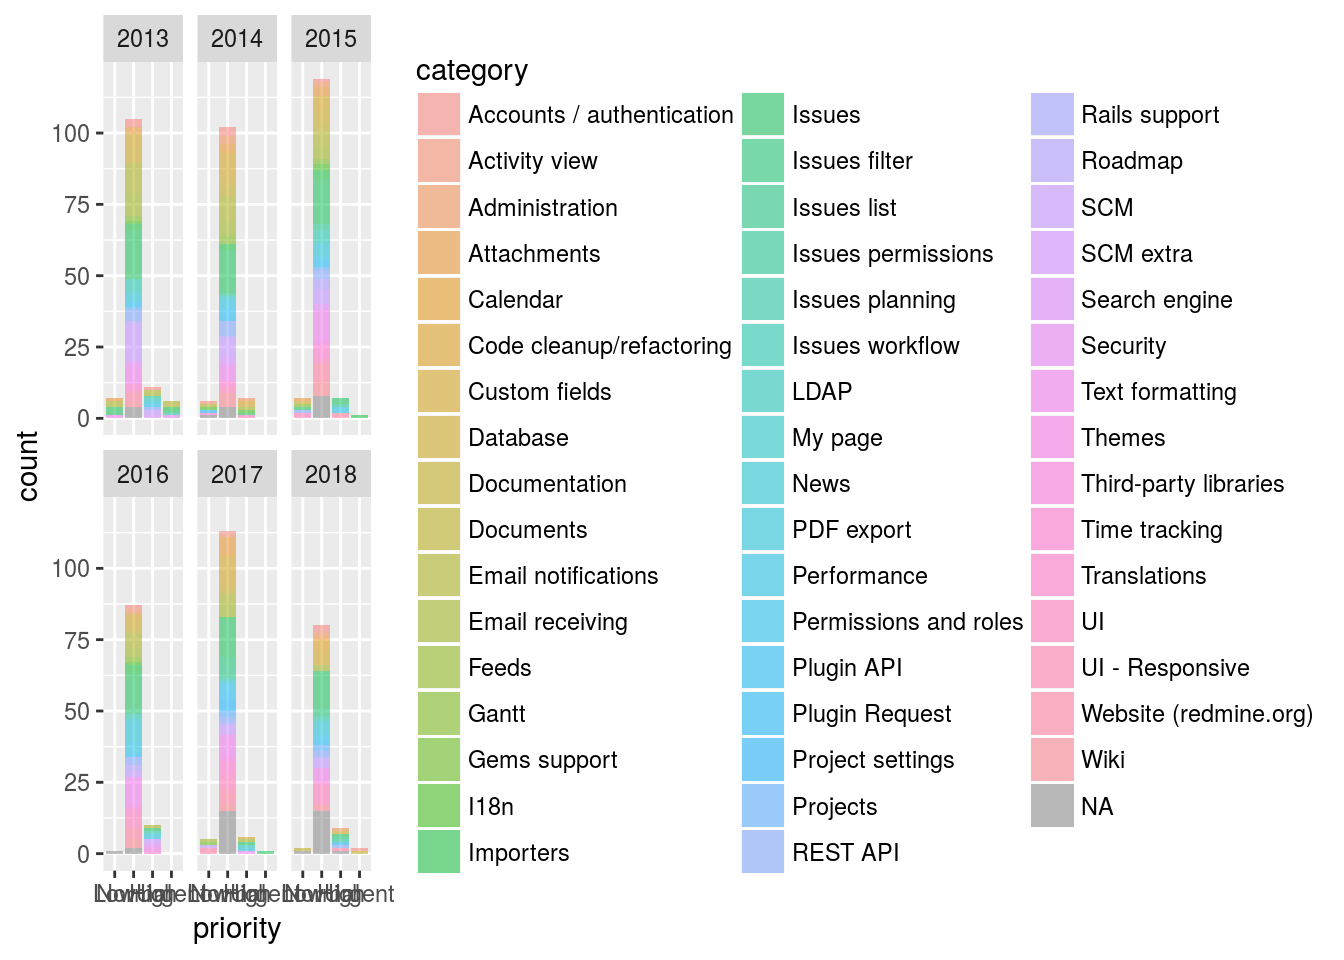 2013 2014 2015
100
75
50
25
0
2016 2017 2018
100
75
50
25
0
count
priority
category
Accounts / authentication
Activity view
Administration
Attachments
Calendar
Code cleanup/refactoring
Custom fields
Database
Documentation
Documents
Email notifications
Email receiving
Feeds
Gantt
Gems support
I18n
Importers
Issues
Issues filter
Issues list
Issues permissions
Issues planning
Issues workflow
LDAP
My page
News
PDF export
Performance
Permissions and roles
Plugin API
Plugin Request
Project settings
Projects
REST API
Rails support
Roadmap
SCM
SCM extra
Search engine
Security
Text formatting
Themes
Third-party libraries
Time tracking
Translations
UI
UI - Responsive
Website (redmine.org)
Wiki
NA